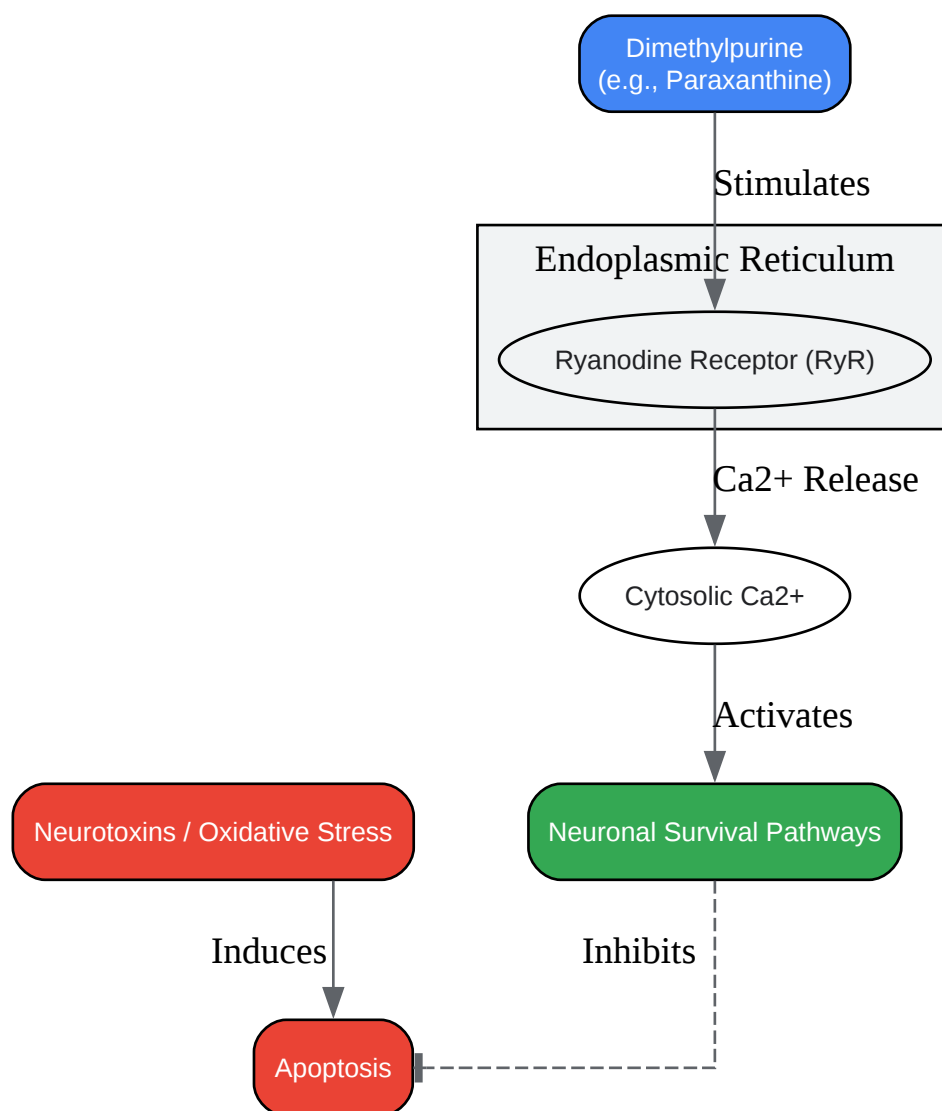 Dimethylpurine
(e.g., Paraxanthine)
Stimulates
Endoplasmic Reticulum
Ryanodine Receptor (RyR)
Ca2+ Release
Cytosolic Ca2+
Activates
Neurotoxins / Oxidative Stress
Neuronal Survival Pathways
Induces
Inhibits
Apoptosis